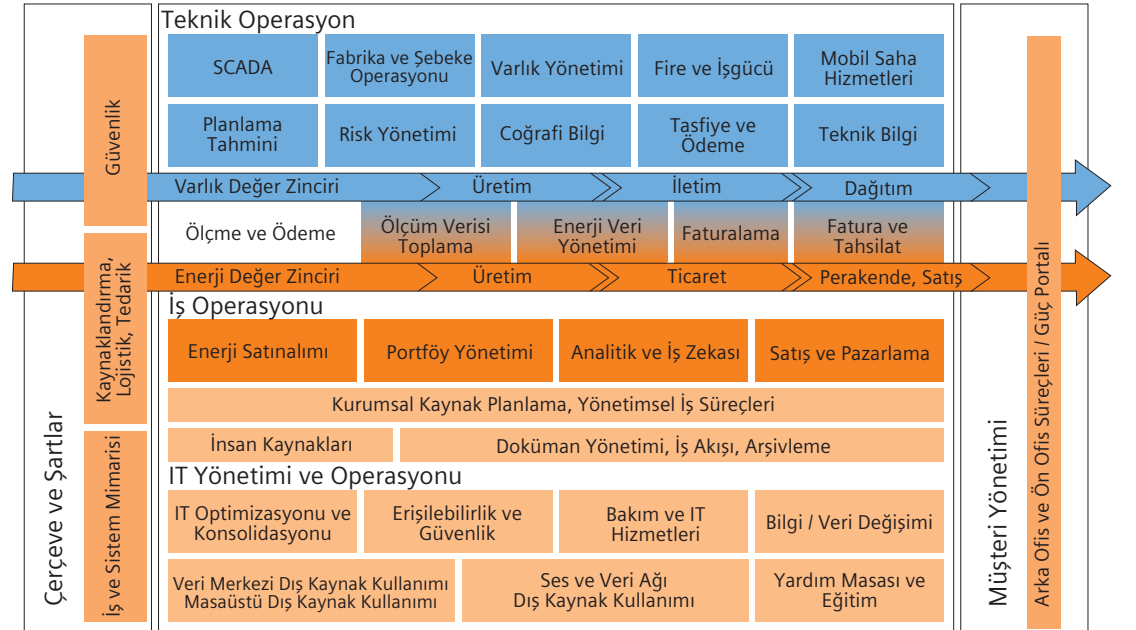 Teknik Operasyon
SCADA
Fabrika ve Şebeke
Operasyonu
Varlık Yönetimi
Fire ve İşgücü
Mobil Saha
Hizmetleri
Planlama
Tahmini
Risk Yönetimi
Coğrafi Bilgi
Tasfiye ve
Ödeme
Teknik Bilgi
Varlık Değer Zinciri
Üretim
İletim
Dağıtım
Ölçme ve Ödeme
Ölçüm Verisi
Toplama
Enerji Veri
Yönetimi
Faturalama
Fatura ve
Tahsilat
Enerji Değer Zinciri
Üretim
Ticaret
Perakende, Satış
İş Operasyonu
Enerji Satınalımı
Portföy Yönetimi
Analitik ve İş Zekası
Satış ve Pazarlama
Kurumsal Kaynak Planlama, Yönetimsel İş Süreçleri
İnsan Kaynakları
Doküman Yönetimi, İş Akışı, Arşivleme
IT Yönetimi ve Operasyonu
IT Optimizasyonu ve
Konsolidasyonu
Erişilebilirlik ve
Güvenlik
Bakım ve IT
Hizmetleri
Bilgi / Veri Değişimi
Veri Merkezi Dış Kaynak Kullanımı
Masaüstü Dış Kaynak Kullanımı
Ses ve Veri Ağı
Dış Kaynak Kullanımı
Yardım Masası ve
Eğitim
Çerçeve ve Şartlar
Güvenlik
Kaynaklandırma,
Lojistik, Tedarik
İş ve Sistem Mimarisi
Müşteri Yönetimi
Arka Ofis ve Ön Ofis Süreçleri / Güç Portalı